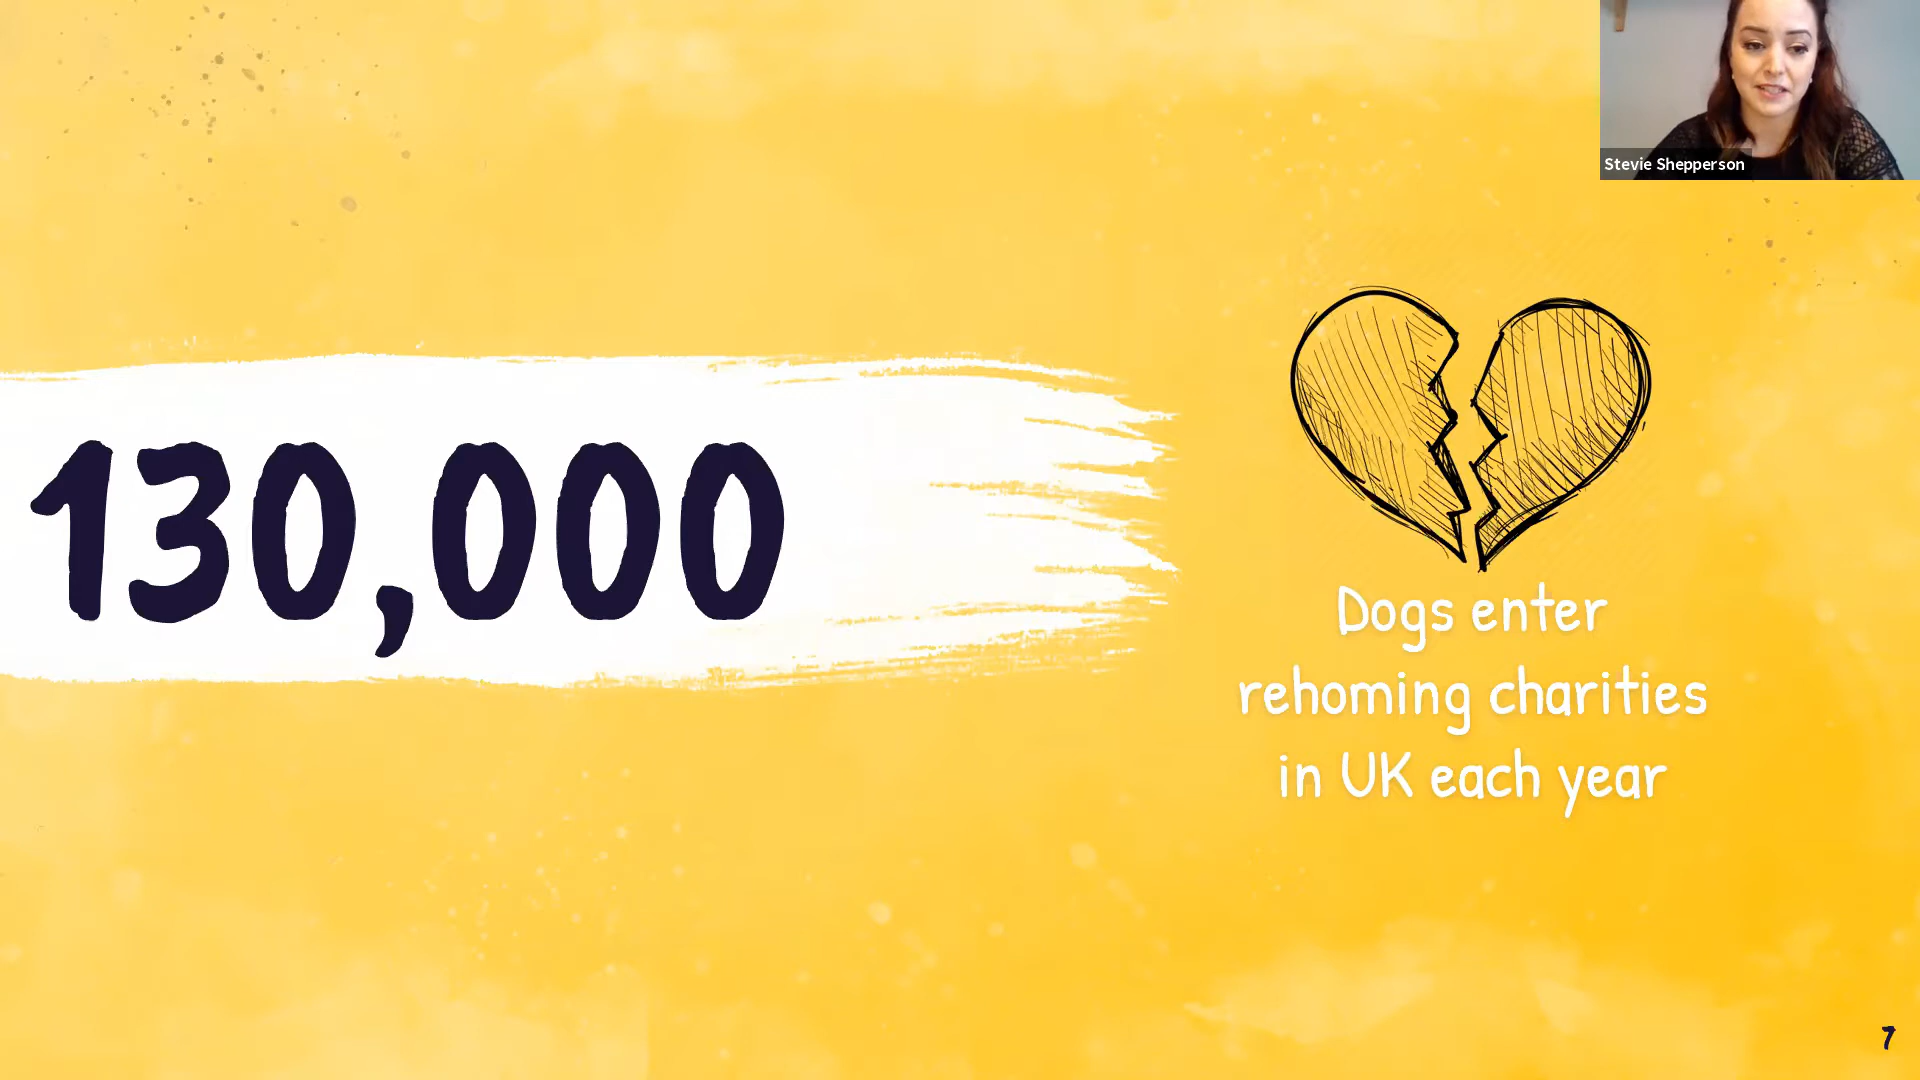 Stevie Shepperson
130,000
Dogs enter
rehoming charities
in UK each year
7